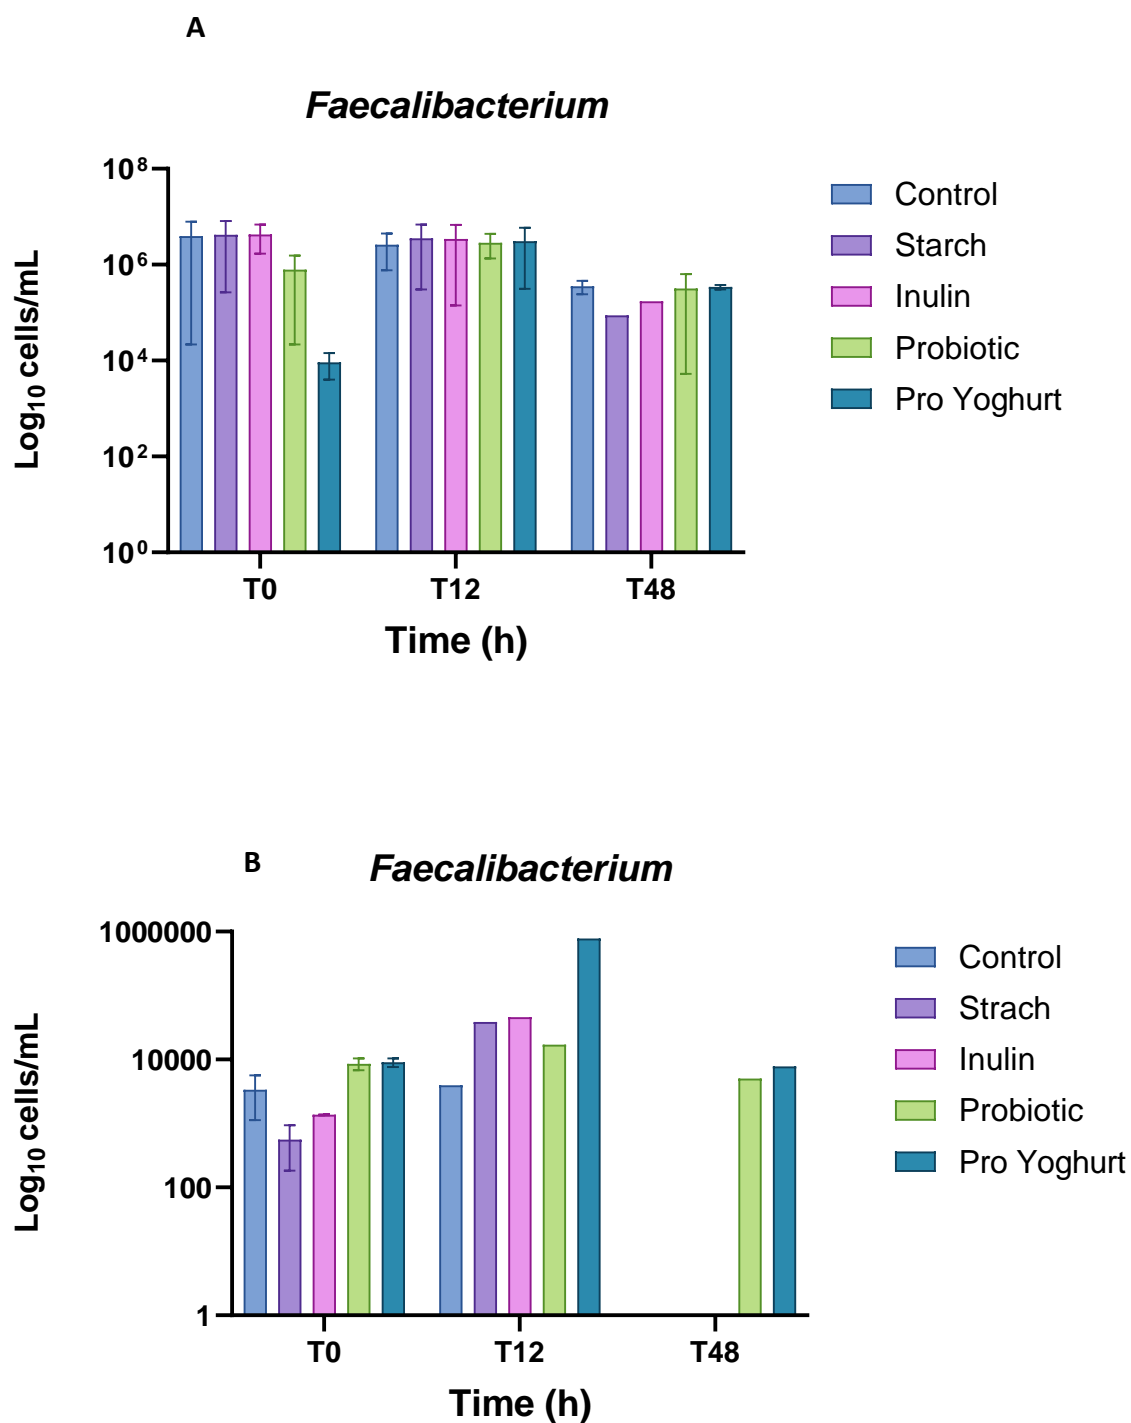 A
Faecalibacterium
10⁸
10⁶
10⁴
10²
10⁰
Log₁₀ cells/mL
T0 T12 T48
Time (h)
Control
Starch
Inulin
Probiotic
Pro Yoghurt
B
Faecalibacterium
1000000
10000
100
1
Log₁₀ cells/mL
T0 T12 T48
Time (h)
Control
Strach
Inulin
Probiotic
Pro Yoghurt